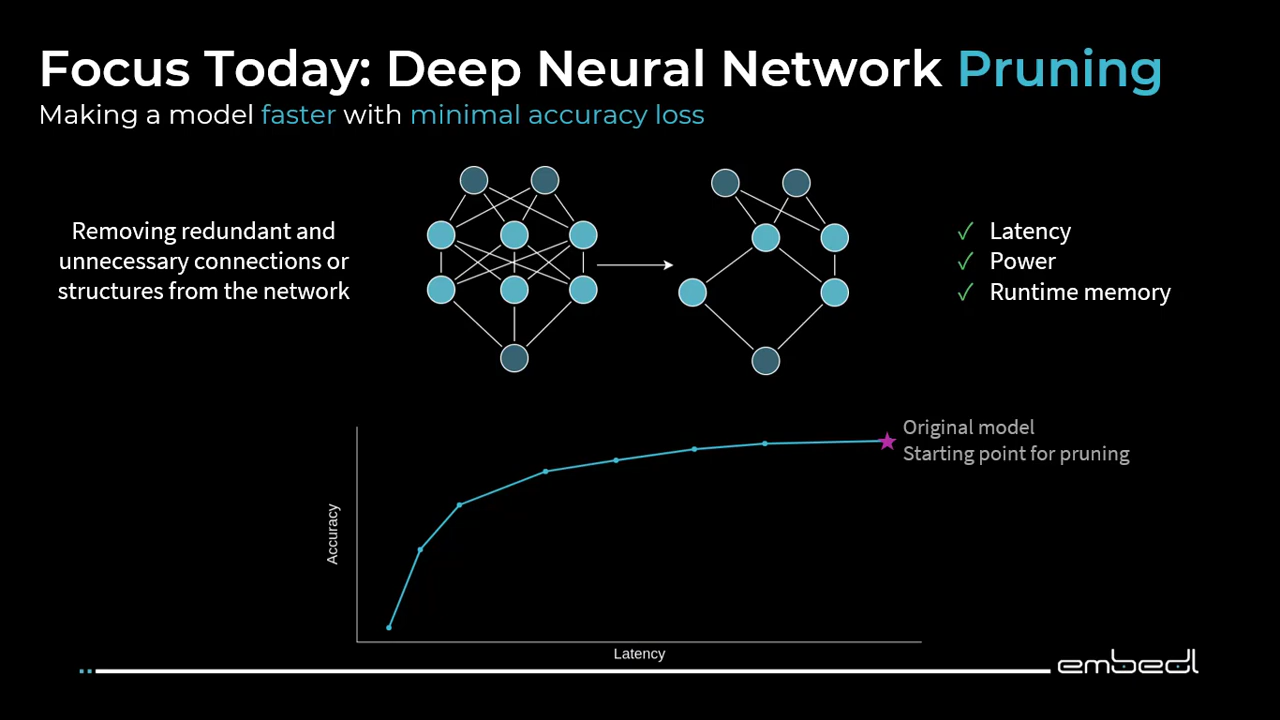 Focus Today: Deep Neural Network Pruning
Making a model faster with minimal accuracy loss
Removing redundant and
unnecessary connections or
structures from the network
✓ Latency
✓ Power
✓ Runtime memory
Original model
Starting point for pruning
Accuracy
Latency
embedl